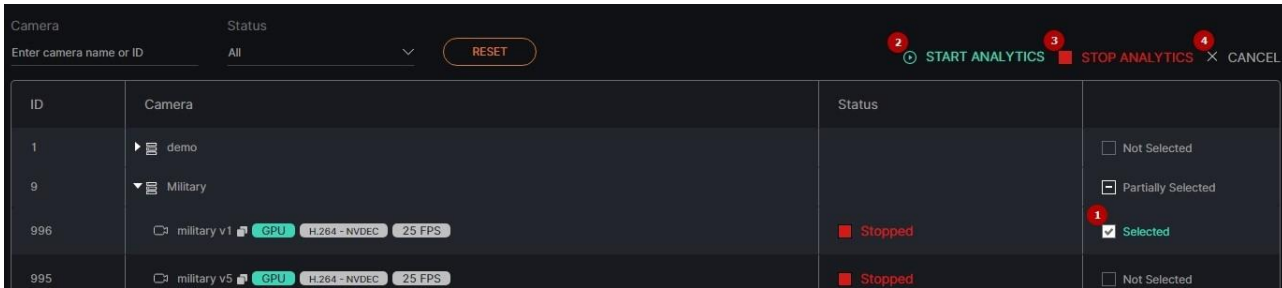 Camera Status
Enter camera name or ID All RESET 2 START ANALYTICS 3 STOP ANALYTICS 4 CANCEL
ID Camera Status
1 demo Not Selected
9 Military Partially Selected
1
996 military v1 GPU H.264 - NVDEC 25 FPS Stopped Selected
995 military v5 GPU H.264 - NVDEC 25 FPS Stopped Not Selected